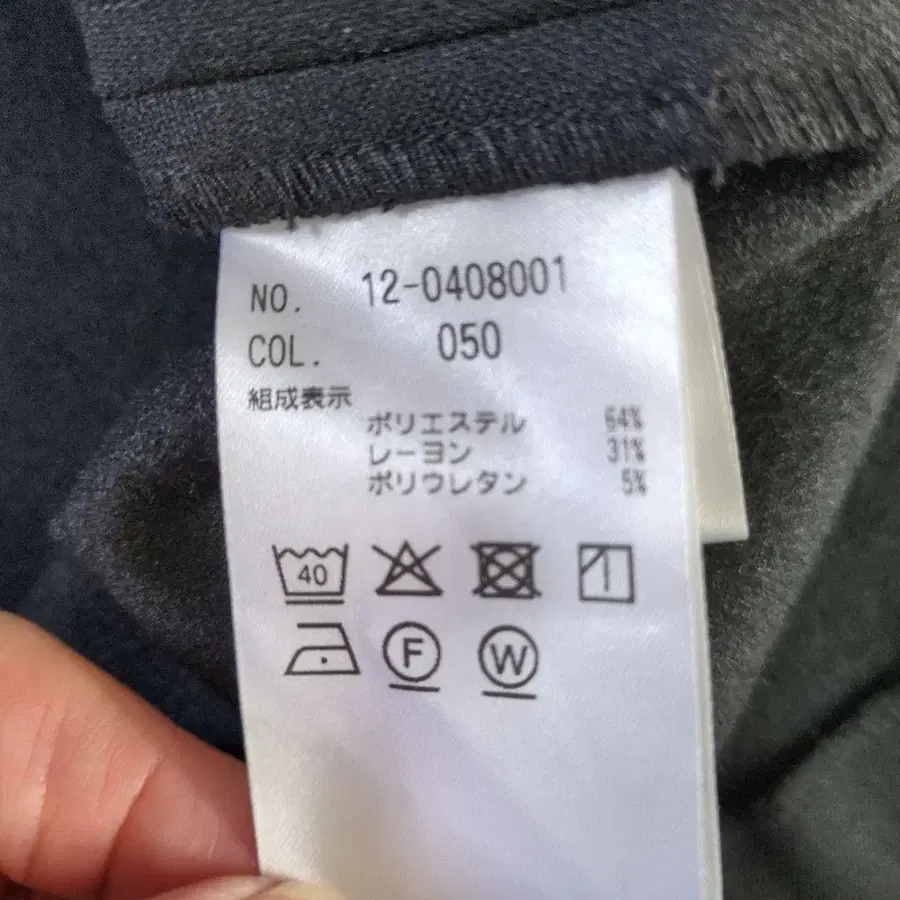 NO. 12-0408001
COL. 050
組成表示
ポリエステル 64%
レーヨン 31%
ポリウレタン 5%
40
F W